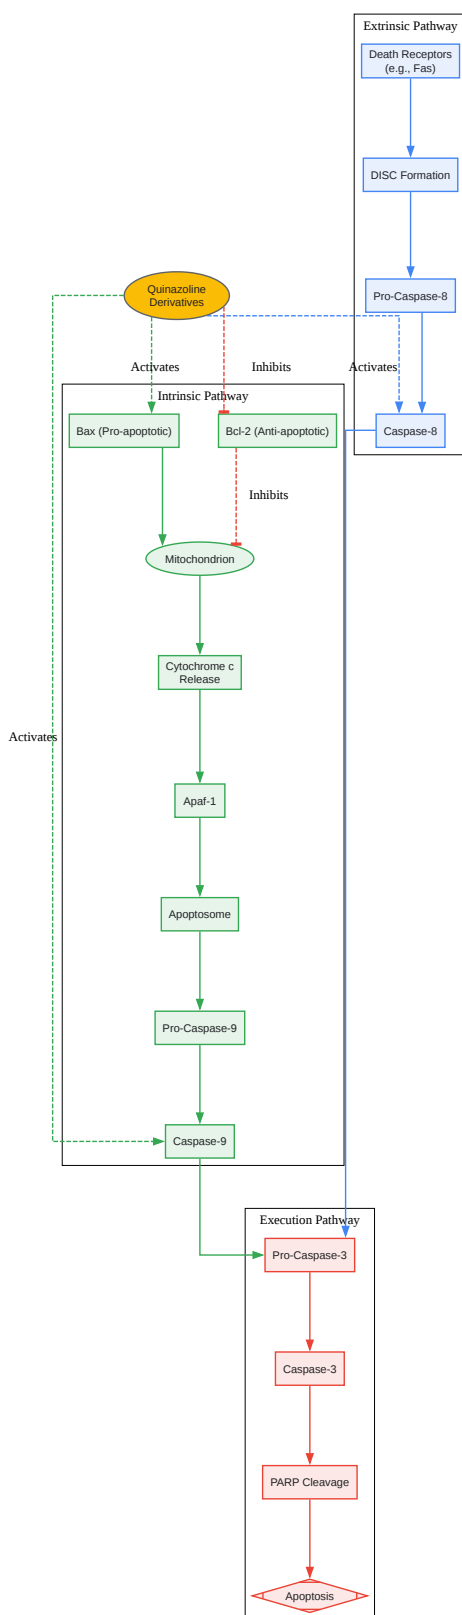 Extrinsic Pathway
Death Receptors
(e.g., Fas)
DISC Formation
Pro-Caspase-8
Quinazoline
Derivatives
Activates
Inhibits
Activates
Intrinsic Pathway
Bax (Pro-apoptotic)
Bcl-2 (Anti-apoptotic)
Caspase-8
Inhibits
Mitochondrion
Cytochrome c
Release
Activates
Apaf-1
Apoptosome
Pro-Caspase-9
Caspase-9
Execution Pathway
Pro-Caspase-3
Caspase-3
PARP Cleavage
Apoptosis